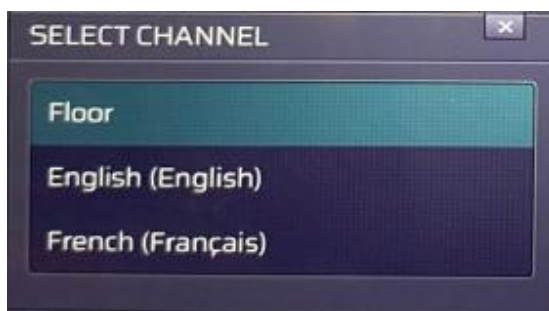 SELECT CHANNEL
Floor
English (English)
French (Français)